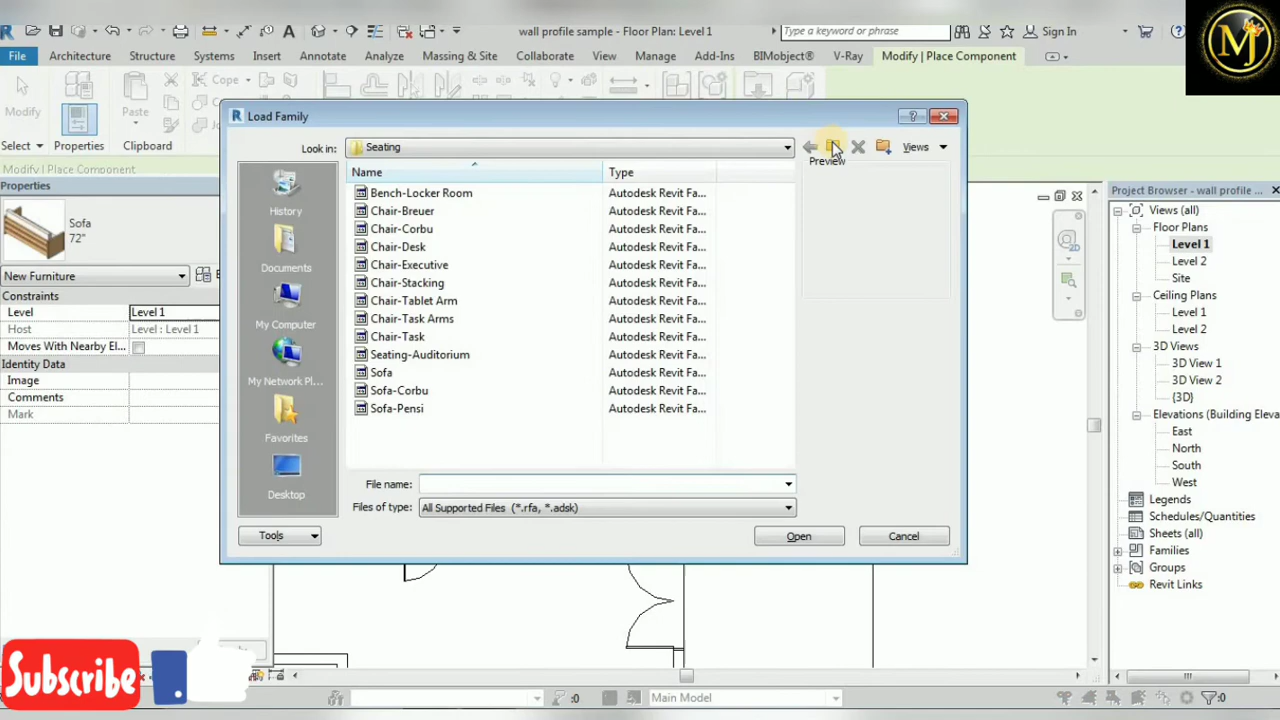 wall profile sample - Floor Plan: Level 1
Type a keyword or phrase
Sign In
MJ
File Architecture Structure Systems Insert Annotate Analyze Massing & Site Collaborate View Manage Add-Ins BIMobject® V-Ray Modify | Place Component
Modify
Paste
Cope
Select
Properties
Clipboard
Modify | Place Component
Properties
Sofa
72"
New Furniture
Constraints
Level Level 1
Host Level : Level 1
Moves With Nearby El...
Identity Data
Image
Comments
Mark
Load Family
Look in: Seating
Views
Preview
Name Type
Bench-Locker Room Autodesk Revit Fa...
Chair-Breuer Autodesk Revit Fa...
Chair-Corbu Autodesk Revit Fa...
Chair-Desk Autodesk Revit Fa...
Chair-Executive Autodesk Revit Fa...
Chair-Stacking Autodesk Revit Fa...
Chair-Tablet Arm Autodesk Revit Fa...
Chair-Task Arms Autodesk Revit Fa...
Chair-Task Autodesk Revit Fa...
Seating-Auditorium Autodesk Revit Fa...
Sofa Autodesk Revit Fa...
Sofa-Corbu Autodesk Revit Fa...
Sofa-Pensi Autodesk Revit Fa...
History
Documents
My Computer
My Network Pl...
Favorites
Desktop
File name:
Files of type: All Supported Files (*.rfa, *.adsk)
Tools
Open
Cancel
Project Browser - wall profile ...
Views (all)
Floor Plans
Level 1
Level 2
Site
Ceiling Plans
Level 1
Level 2
3D Views
3D View 1
3D View 2
{3D}
Elevations (Building Eleva
East
North
South
West
Legends
Schedules/Quantities
Sheets (all)
Families
Groups
Revit Links
Subscribe
:0
Main Model
:0